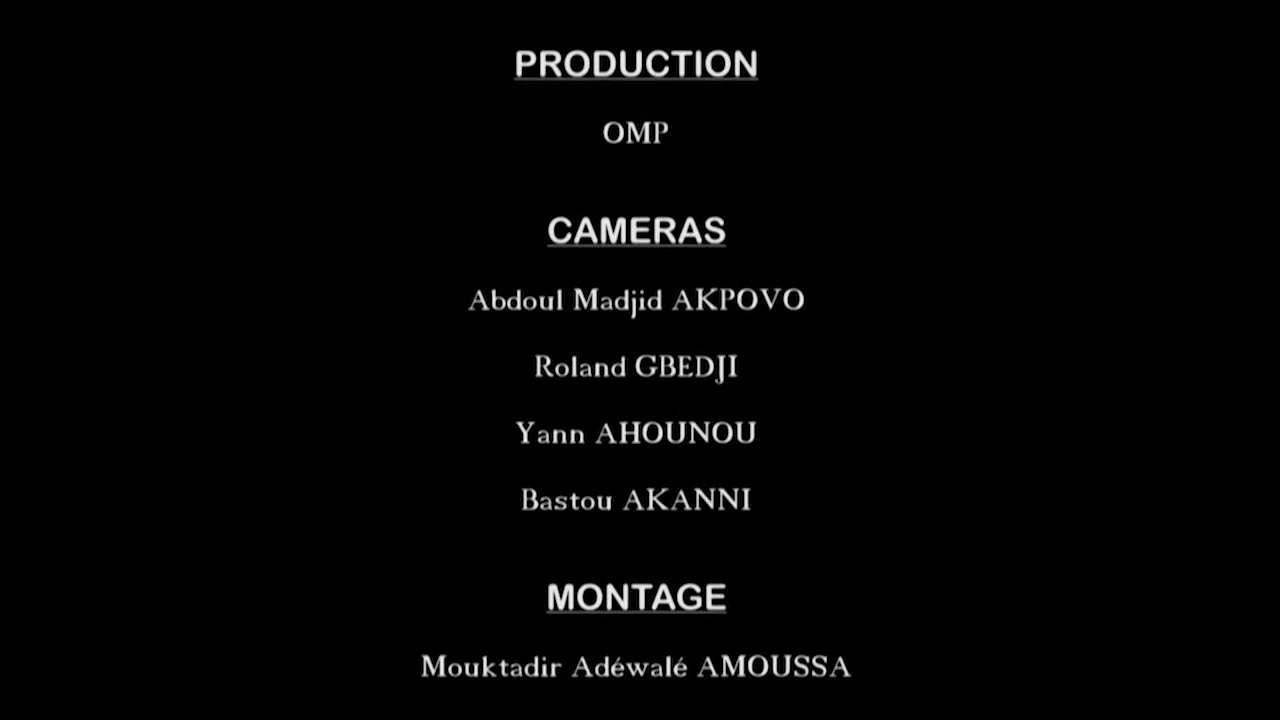 PRODUCTION
OMP
CAMERAS
Abdoul Madjid AKPOVO
Roland GBEDJI
Yann AHOUNOU
Bastou AKANNI
MONTAGE
Mouktadir Adéwalé AMOUSSA